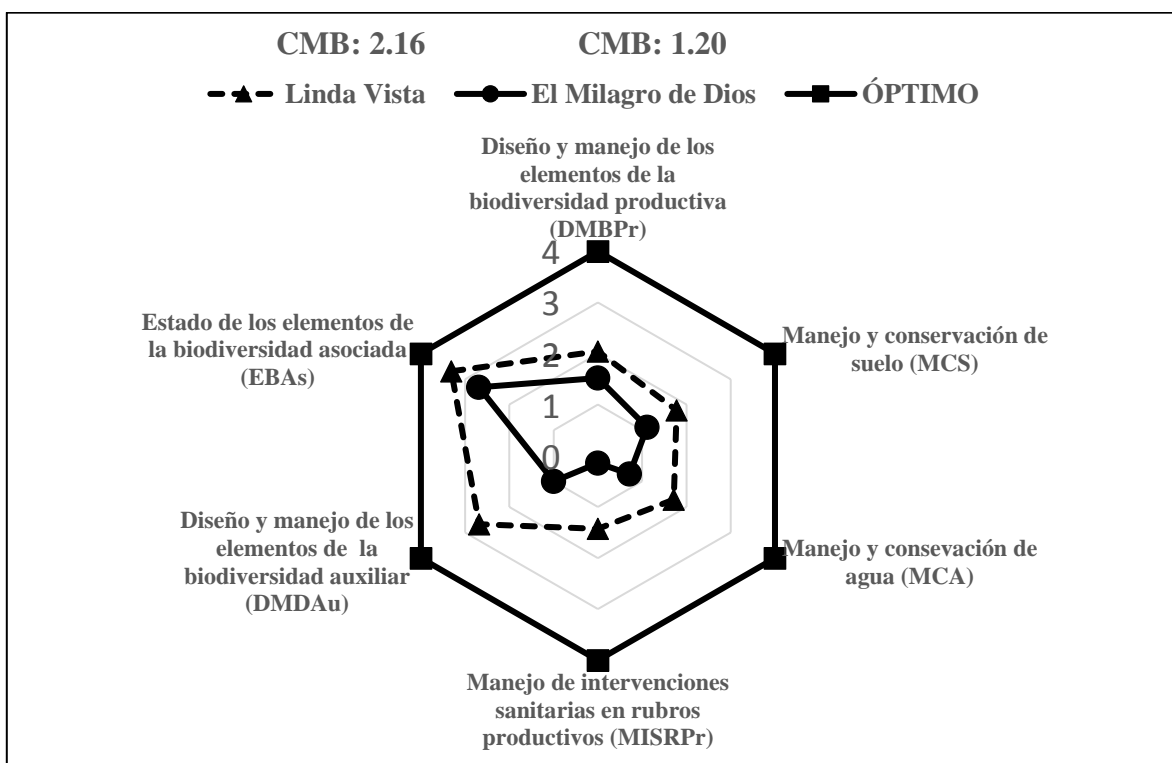 CMB: 2.16 CMB: 1.20
Linda Vista El Milagro de Dios ÓPTIMO
Diseño y manejo de los
elementos de la
biodiversidad productiva
(DMBPr)
4
3
2
1
0
Manejo y conservación de
suelo (MCS)
Manejo y consevación de
agua (MCA)
Manejo de intervenciones
sanitarias en rubros
productivos (MISRPr)
Diseño y manejo de los
elementos de la
biodiversidad auxiliar
(DMDAu)
Estado de los elementos de
la biodiversidad asociada
(EBAs)